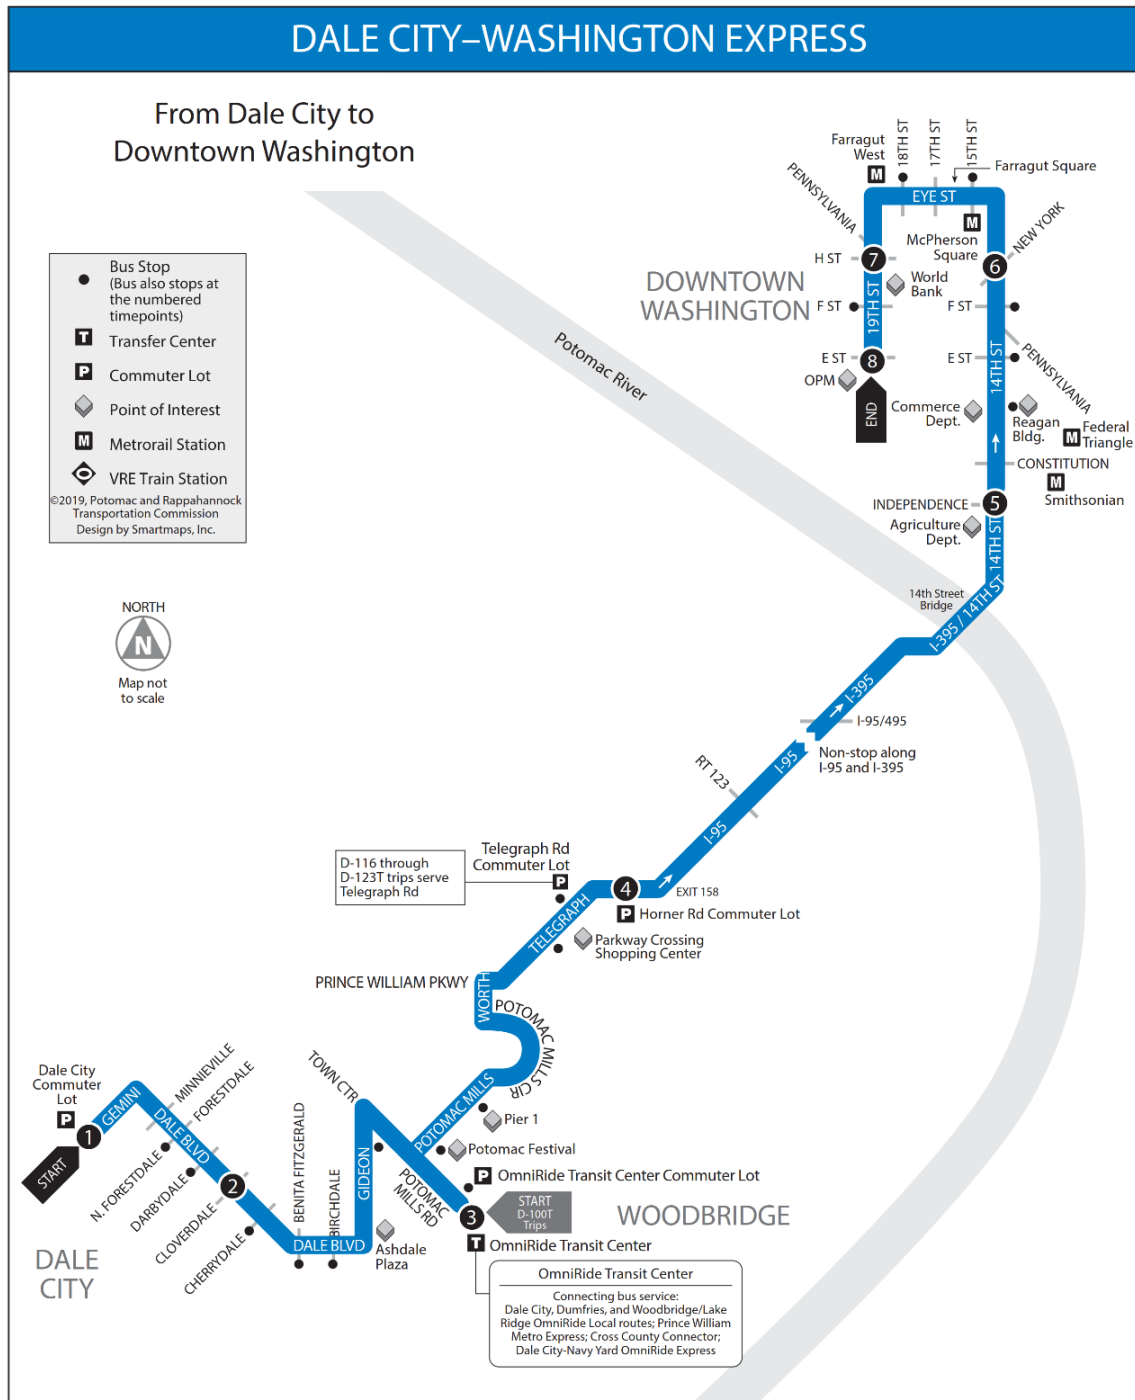 DALE CITY–WASHINGTON EXPRESS
From Dale City to
Downtown Washington
Bus Stop
(Bus also stops at
the numbered
timepoints)
T Transfer Center
P Commuter Lot
Point of Interest
M Metrorail Station
VRE Train Station
©2019, Potomac and Rappahannock
Transportation Commission
Design by Smartmaps, Inc.
NORTH
N
Map not
to scale
Farragut
West
M
18TH ST
17TH ST
15TH ST
Farragut Square
PENNSYLVANIA
EYE ST
M
McPherson
Square
NEW YORK
H ST
7
6
World
Bank
DOWNTOWN
WASHINGTON
F ST
19TH ST
F ST
E ST
8
E ST
14TH ST
PENNSYLVANIA
OPM
END
Commerce
Dept.
Reagan
Bldg.
M
Federal
Triangle
CONSTITUTION
M
Smithsonian
INDEPENDENCE
5
Agriculture
Dept.
14TH ST
Potomac River
14th Street
Bridge
I-395 / 14TH ST
I-395
I-95/495
Non-stop along
I-95 and I-395
I-95
RT 123
I-95
Telegraph Rd
Commuter Lot
P
D-116 through
D-123T trips serve
Telegraph Rd
4
EXIT 158
P Horner Rd Commuter Lot
TELEGRAPH
Parkway Crossing
Shopping Center
PRINCE WILLIAM PKWY
WORTH
POTOMAC MILLS CIR
POTOMAC MILLS
Pier 1
Potomac Festival
P OmniRide Transit Center Commuter Lot
TOWN CTR
Dale City
Commuter
Lot
P
1
START
GEMINI
MINNIEVILLE
FORESTDALE
DALE BLVD
N. FORESTDALE
DARBYDALE
2
CLOVERDALE
CHERRYDALE
BENITA FITZGERALD
BIRCHDALE
DALE BLVD
GIDEON
Ashdale
Plaza
POTOMAC
MILLS RD
3
START
D-100T
Trips
WOODBRIDGE
T OmniRide Transit Center
DALE
CITY
OmniRide Transit Center
Connecting bus service:
Dale City, Dumfries, and Woodbridge/Lake
Ridge OmniRide Local routes; Prince William
Metro Express; Cross County Connector;
Dale City-Navy Yard OmniRide Express